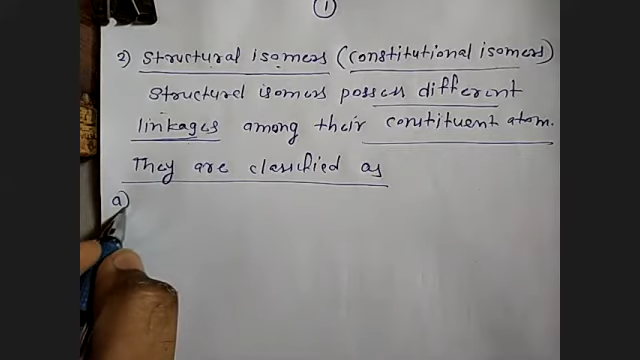 1
2) Structural isomers (constitutional isomers)
Structural isomers possess different
linkages among their constituent atom.
They are classified as
a)